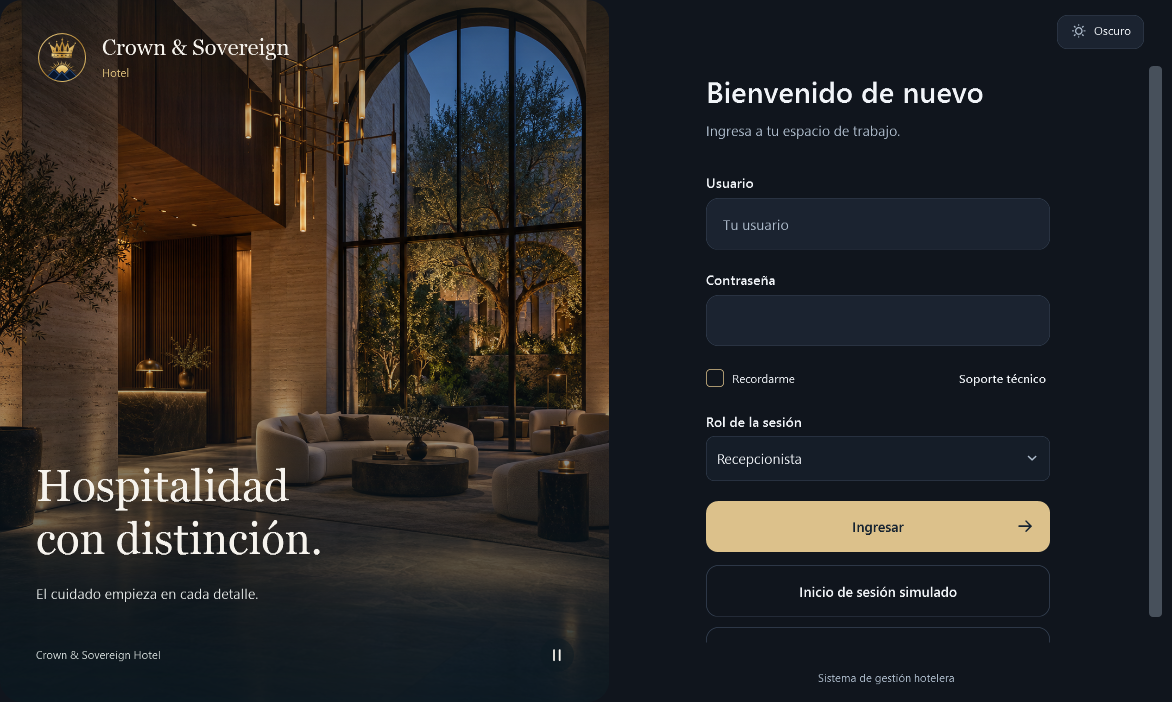 Crown & Sovereign
Hotel
Hospitalidad
con distinción.
El cuidado empieza en cada detalle.
Crown & Sovereign Hotel
Oscuro
Bienvenido de nuevo
Ingresa a tu espacio de trabajo.
Usuario
Tu usuario
Contraseña
Recordarme
Soporte técnico
Rol de la sesión
Recepcionista
Ingresar
Inicio de sesión simulado
Sistema de gestión hotelera